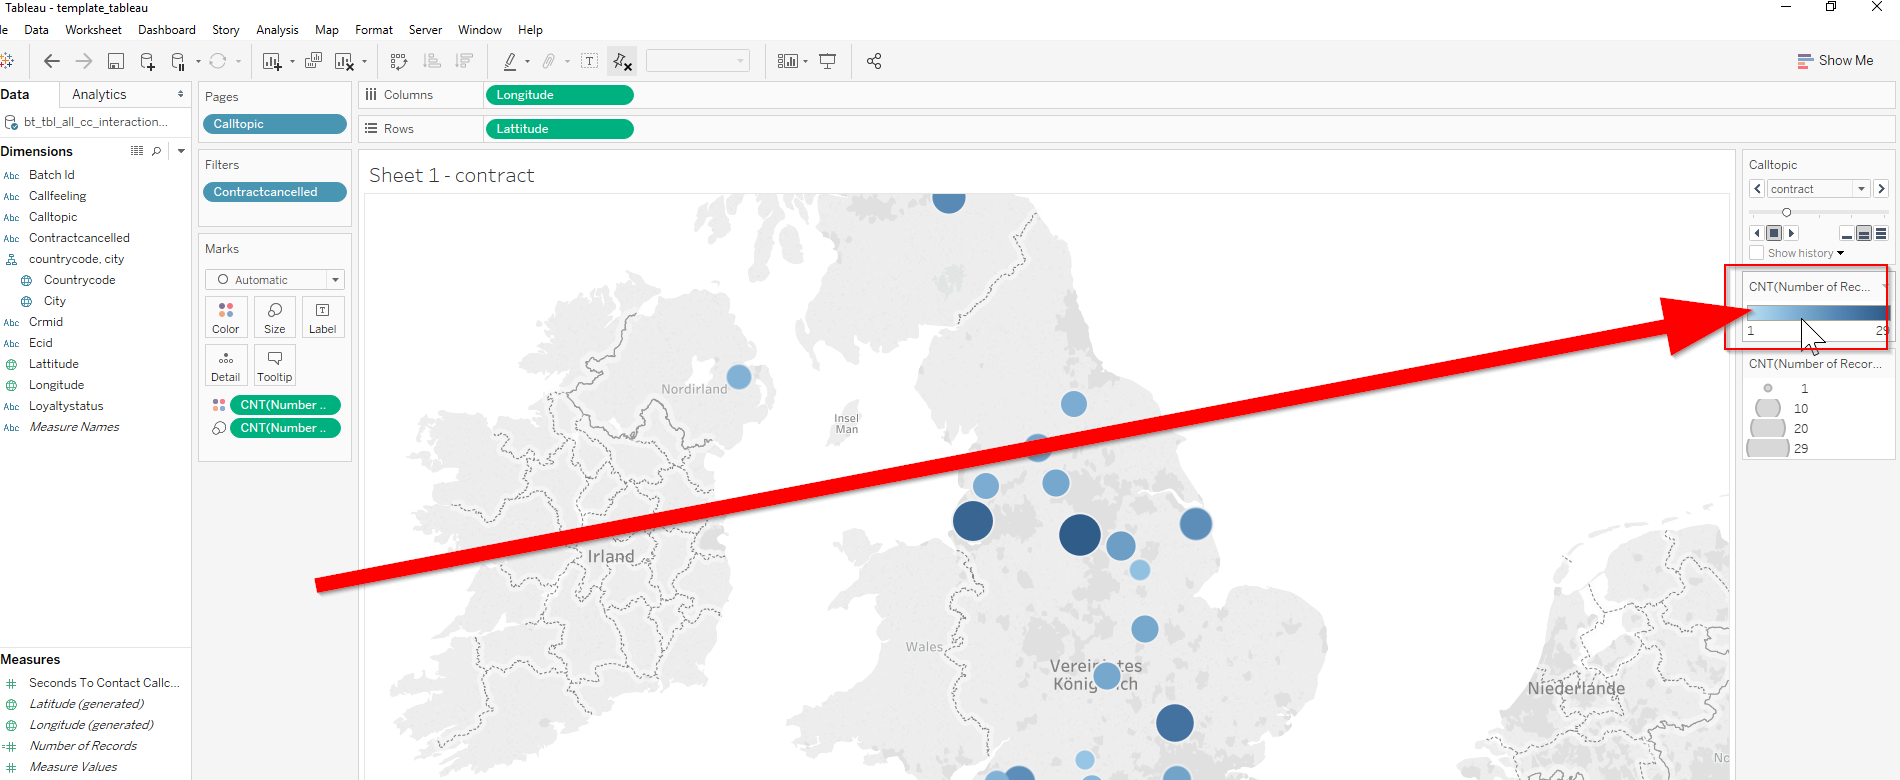 Tableau - template_tableau
le Data Worksheet Dashboard Story Analysis Map Format Server Window Help
Show Me
Data Analytics
bt_tbl_all_cc_interaction...
Dimensions
Abc Batch Id
Abc Callfeeling
Abc Calltopic
Abc Contractcancelled
countrycode, city
Countrycode
City
Abc Crmid
Abc Ecid
Lattitude
Longitude
Abc Loyaltystatus
Abc Measure Names
Measures
Seconds To Contact Callc...
Latitude (generated)
Longitude (generated)
Number of Records
Measure Values
Pages
Calltopic
Filters
Contractcancelled
Marks
Automatic
Color Size Label
Detail Tooltip
CNT(Number ..
CNT(Number ..
Columns Longitude
Rows Lattitude
Sheet 1 - contract
Nordirland
Insel
Man
Irland
Wales
Niederlande
No
Calltopic
contract
Show history
CNT(Number of Rec...
1 29
CNT(Number of Recor...
1
10
20
29